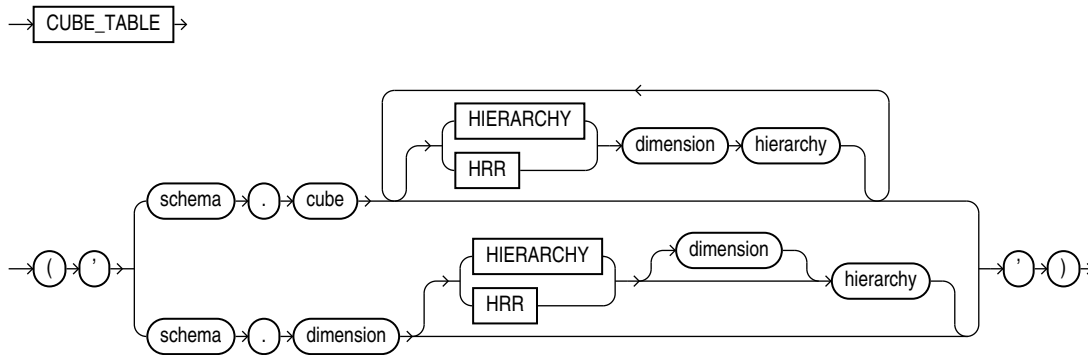 CUBE_TABLE
HIERARCHY
HRR
dimension hierarchy
schema . cube
( '
HIERARCHY
HRR
dimension
hierarchy
' )
schema . dimension